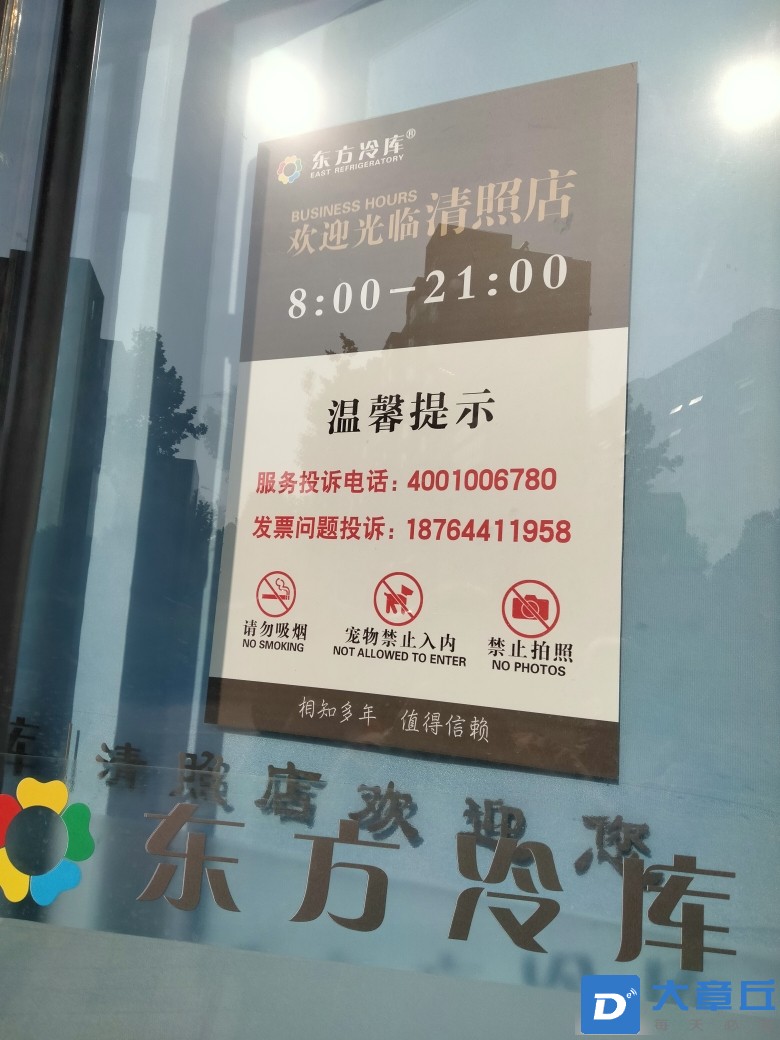 东方冷库®
EAST REFRIGERATORY
BUSINESS HOURS
欢迎光临清照店
8:00-21:00
温馨提示
服务投诉电话: 4001006780
发票问题投诉: 18764411958
请勿吸烟
NO SMOKING
宠物禁止入内
NOT ALLOWED TO ENTER
禁止拍照
NO PHOTOS
相知多年 值得信赖
库 清照店欢迎您
东方冷库
D
大章丘